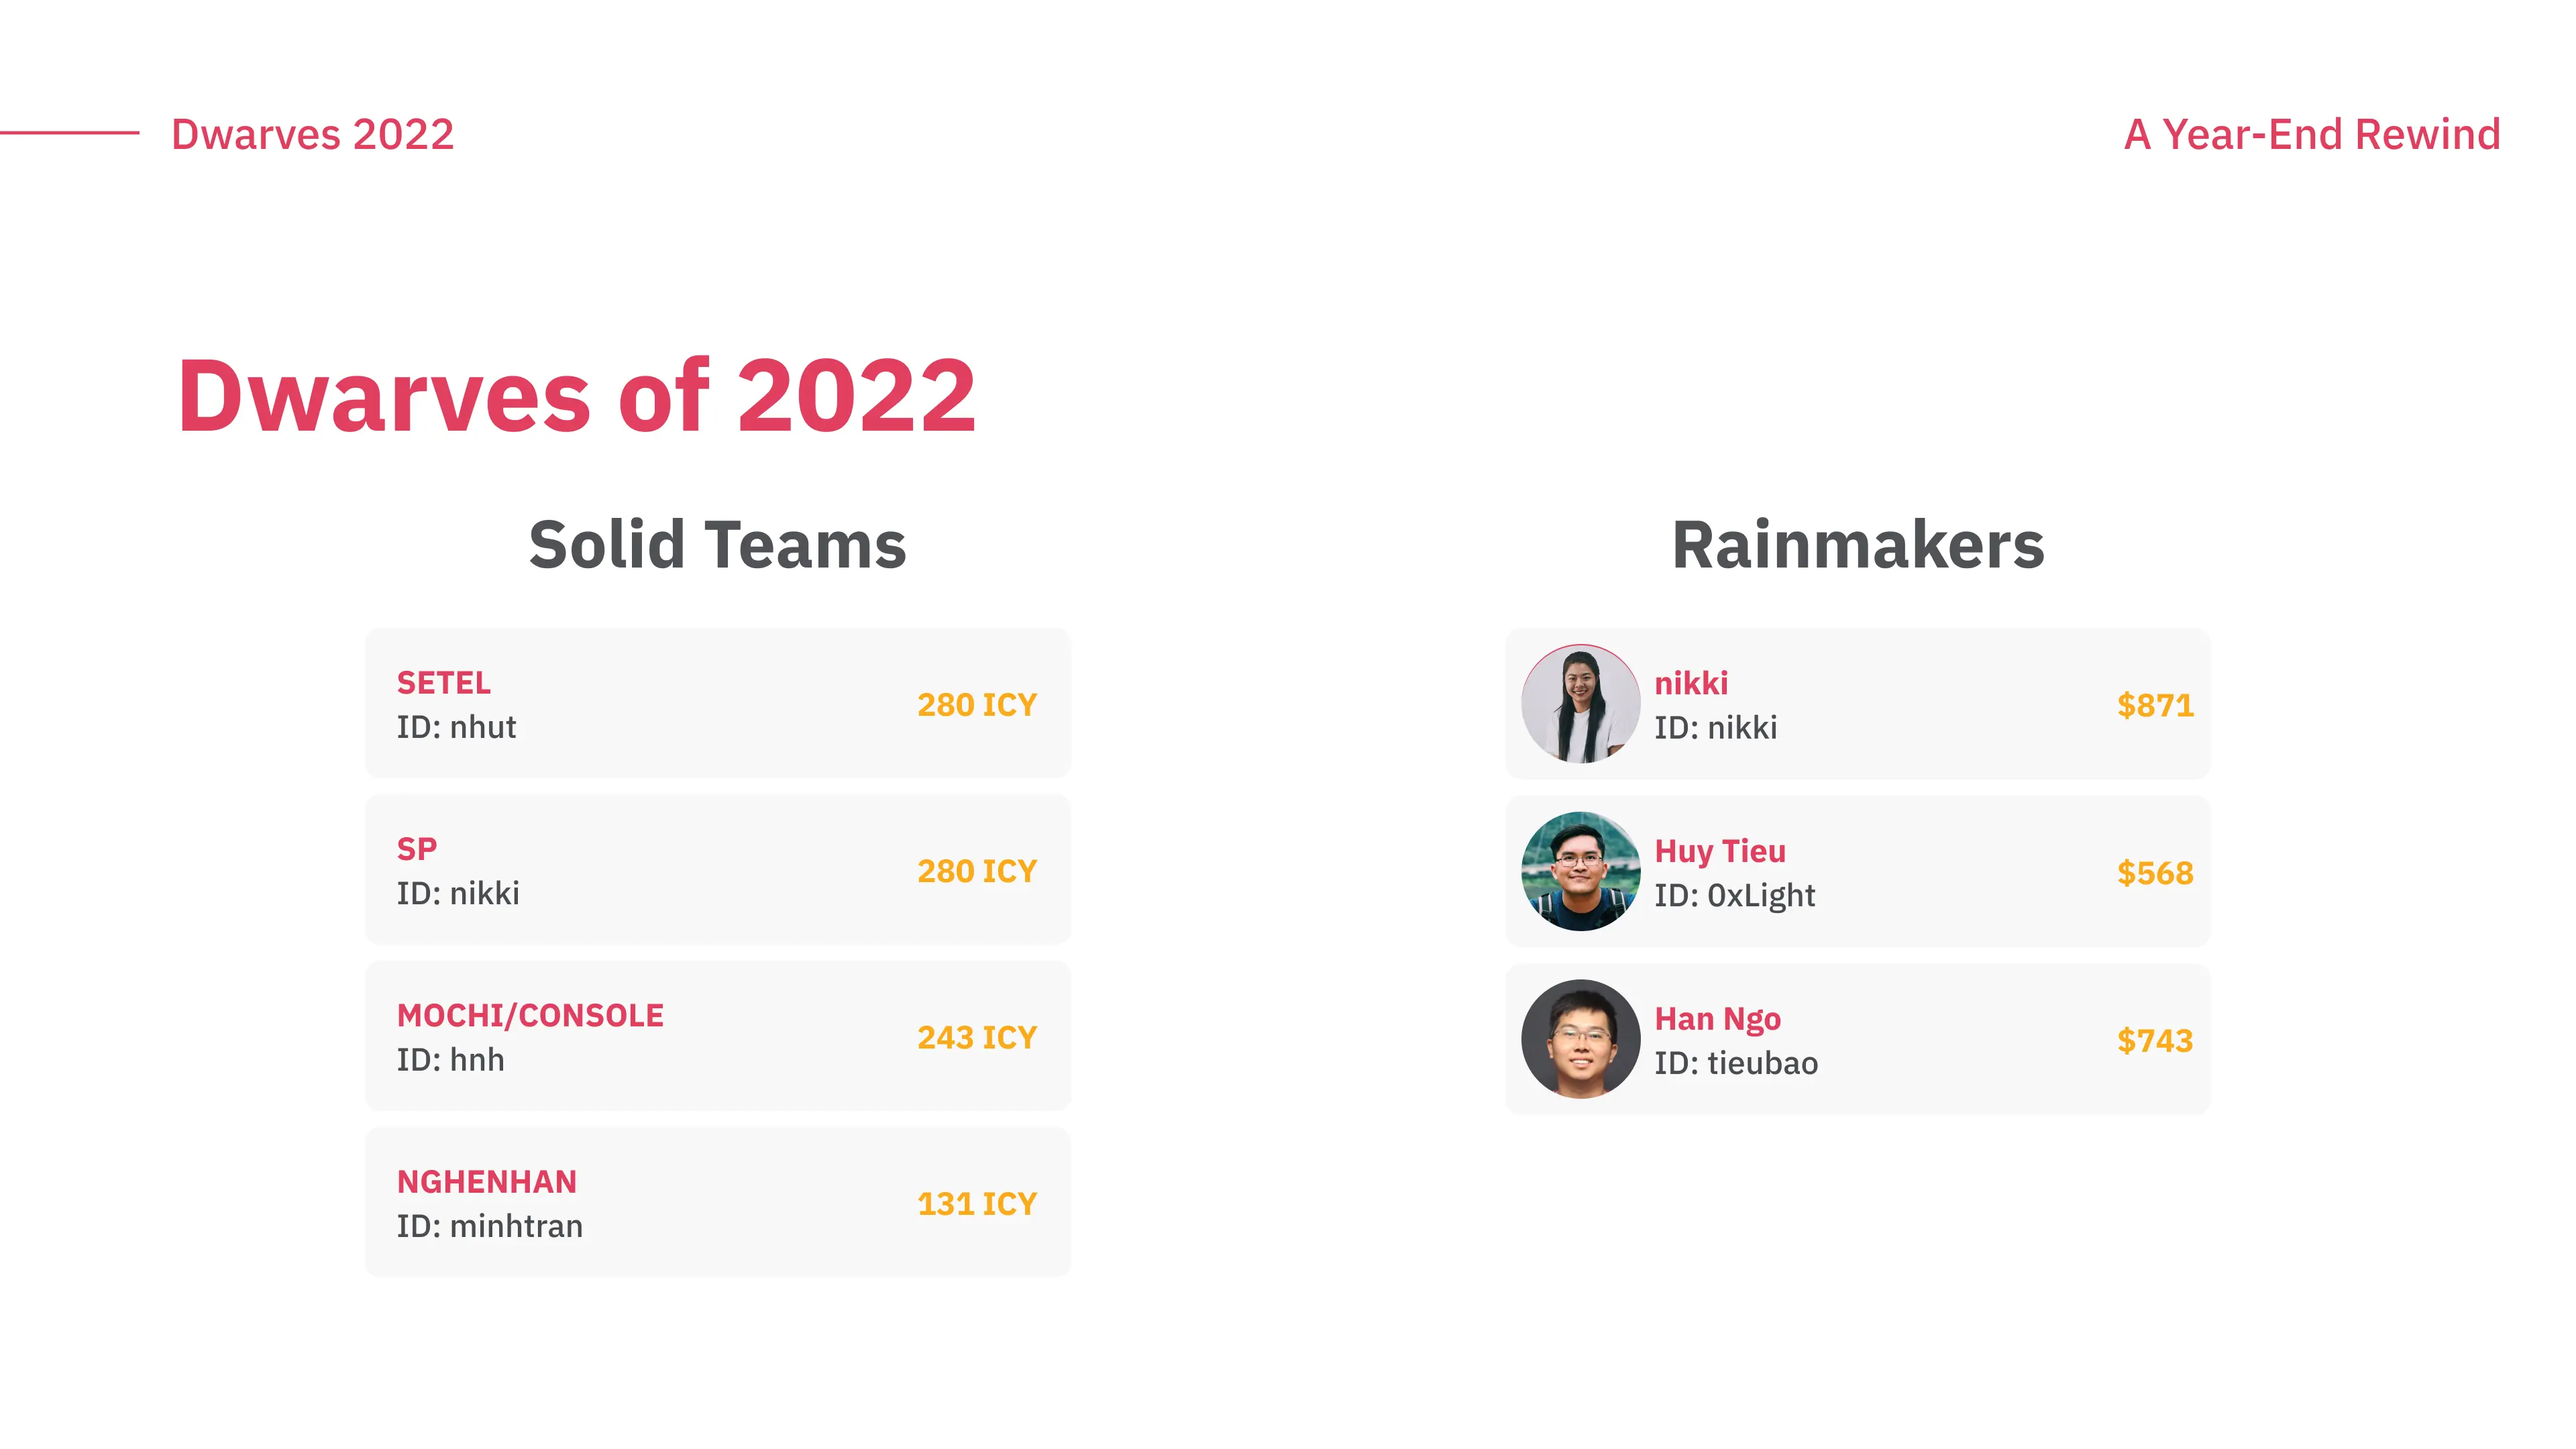 Dwarves 2022
A Year-End Rewind
Dwarves of 2022
Solid Teams
SETEL
ID: nhut
280 ICY
SP
ID: nikki
280 ICY
MOCHI/CONSOLE
ID: hnh
243 ICY
NGHENHAN
ID: minhtran
131 ICY
Rainmakers
nikki
ID: nikki
$871
Huy Tieu
ID: 0xLight
$568
Han Ngo
ID: tieubao
$743